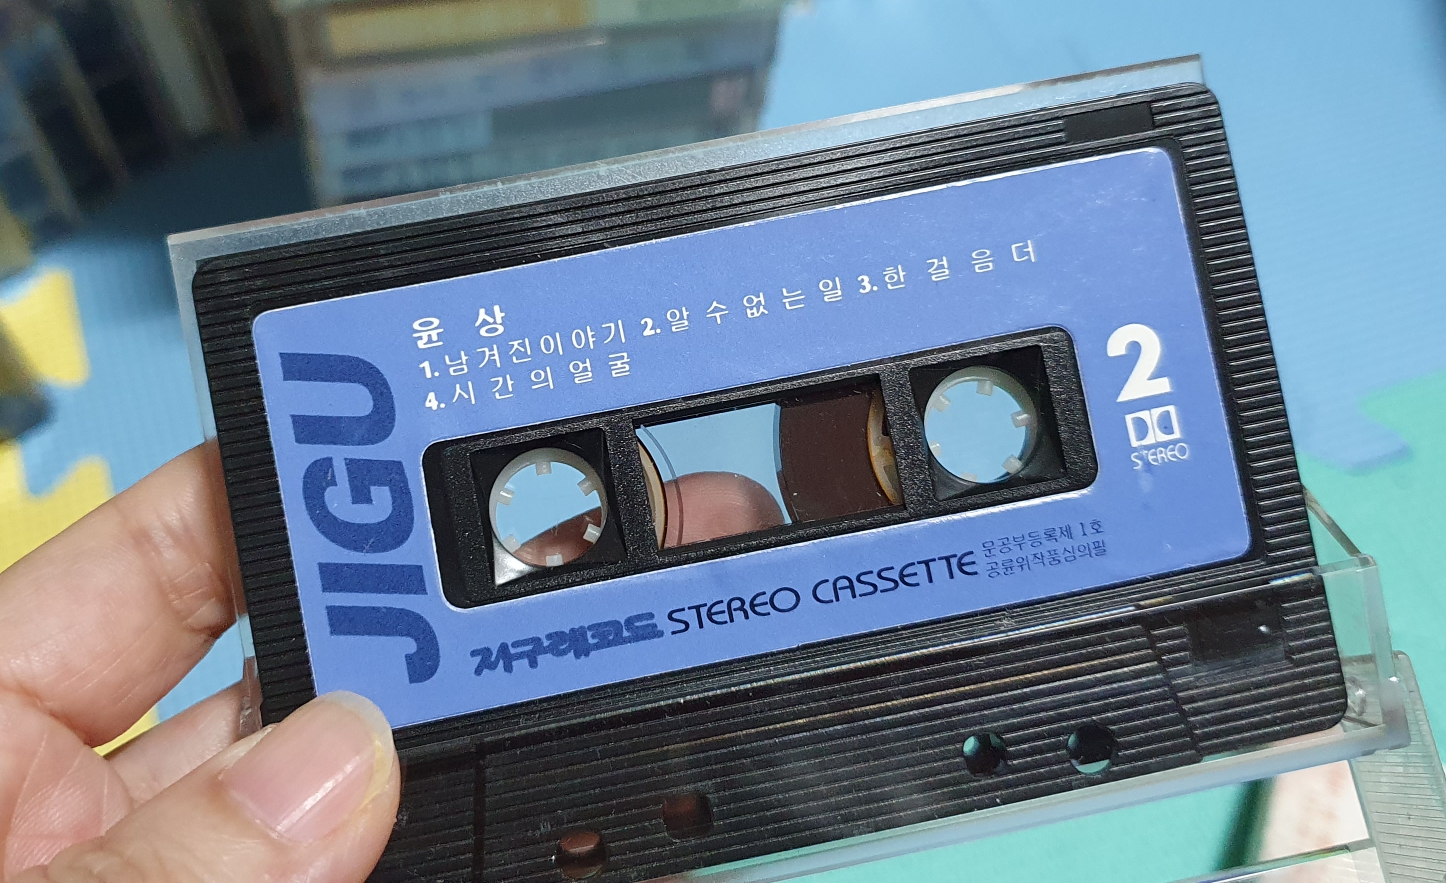 윤 상
1.남겨진이야기 2.알 수 없 는 일 3.한 걸 음 더
4.시 간 의 얼 굴
JIGU
2
STEREO
지구레코드 STEREO CASSETTE
문공부등록제 1호
공륜위작품심의필